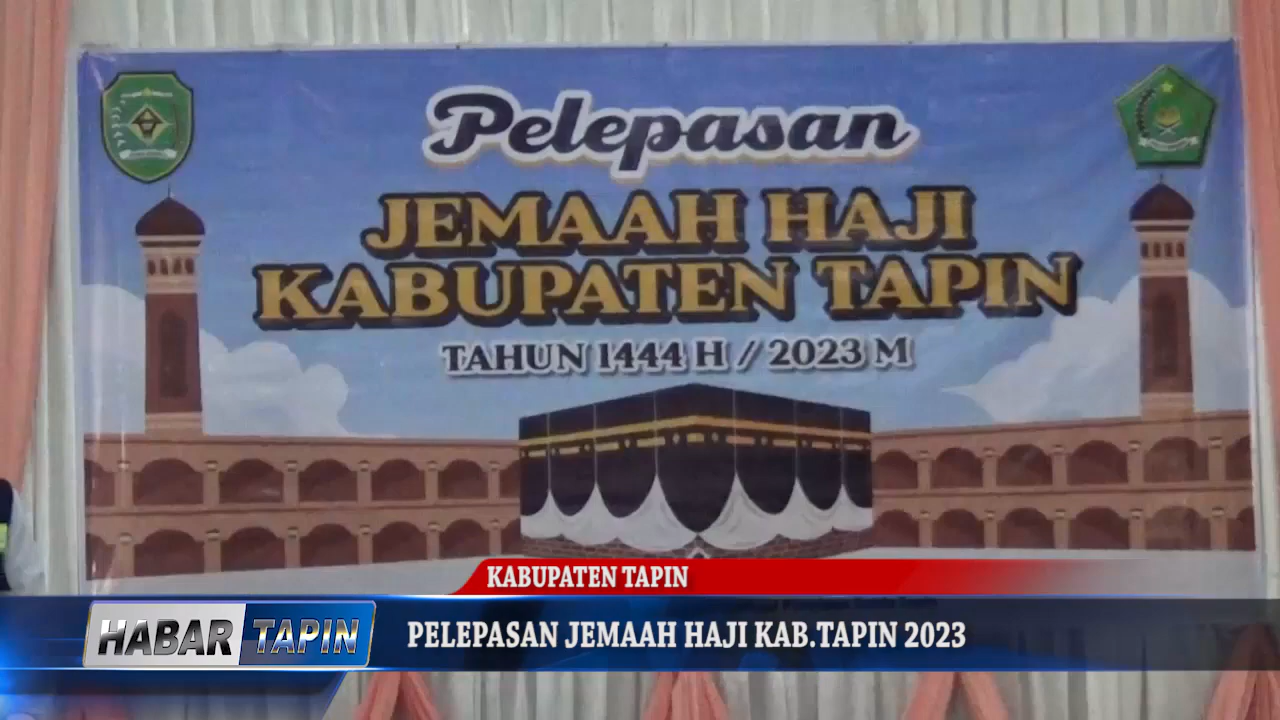 Pelepasan
JEMAAH HAJI
KABUPATEN TAPIN
TAHUN 1444 H / 2023 M
KABUPATEN TAPIN
HABAR TAPIN
PELEPASAN JEMAAH HAJI KAB.TAPIN 2023